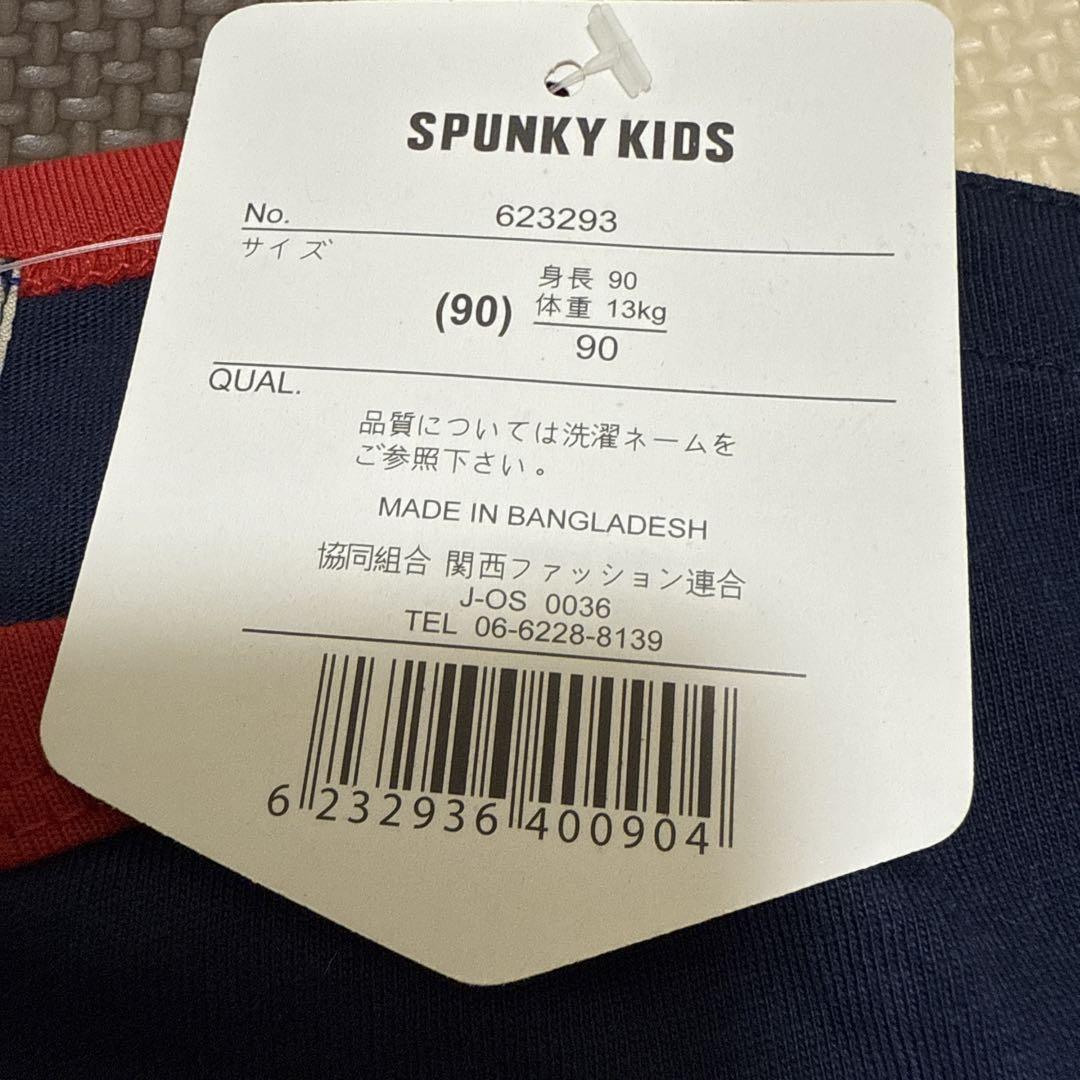 SPUNKY KIDS
No. 623293
サイズ
(90) 身長 90
体重 13kg
90
QUAL.
品質については洗濯ネームを
ご参照下さい。
MADE IN BANGLADESH
協同組合 関西ファッション連合
J-OS 0036
TEL 06-6228-8139
6 232936 400904